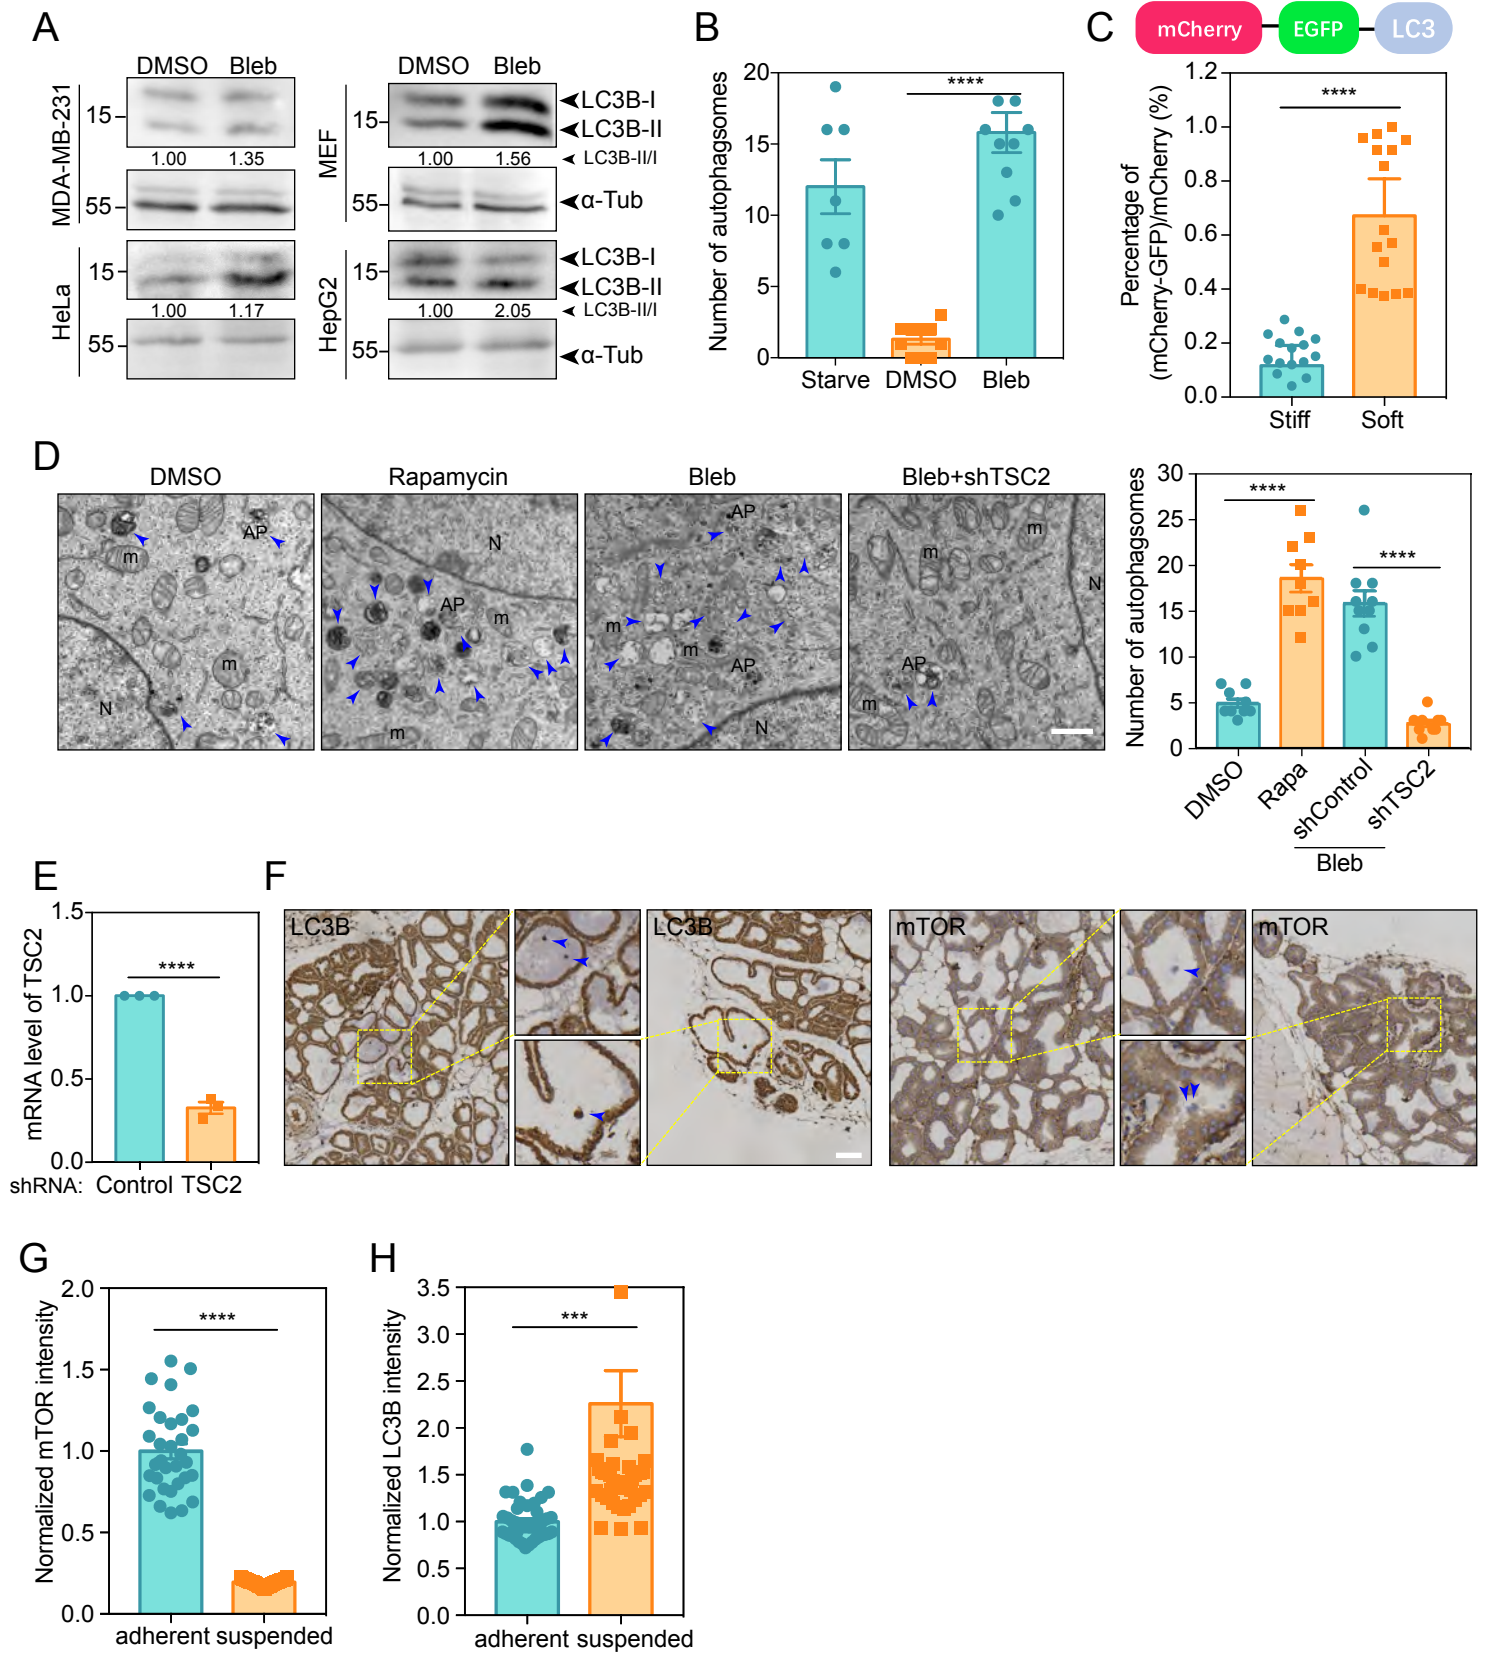 A
DMSO Bleb
MDA-MB-231
15
1.00 1.35
55
HeLa
15
1.00 1.17
55
DMSO Bleb
MEF
15
LC3B-I
LC3B-II
1.00 1.56 LC3B-II/I
55
α-Tub
HepG2
15
LC3B-I
LC3B-II
1.00 2.05 LC3B-II/I
55
α-Tub
B
Number of autophagsomes
20
15
10
5
0
****
Starve DMSO Bleb
C
mCherry EGFP LC3
Percentage of
(mCherry-GFP)/mCherry (%)
1.2
1.0
0.8
0.6
0.4
0.2
0.0
****
Stiff Soft
D
DMSO
AP
m
m
N
Rapamycin
N
AP
m
m
Bleb
AP
m
m
AP
N
Bleb+shTSC2
m
m
N
AP
m
Number of autophagsomes
30
25
20
15
10
5
0
****
****
DMSO
Rapa
shControl
shTSC2
Bleb
E
mRNA level of TSC2
1.5
1.0
0.5
0.0
****
shRNA: Control TSC2
F
LC3B
LC3B
mTOR
mTOR
G
Normalized mTOR intensity
2.0
1.5
1.0
0.5
0.0
****
adherent suspended
H
Normalized LC3B intensity
3.5
3.0
2.5
2.0
1.5
1.0
0.5
0.0
***
adherent suspended